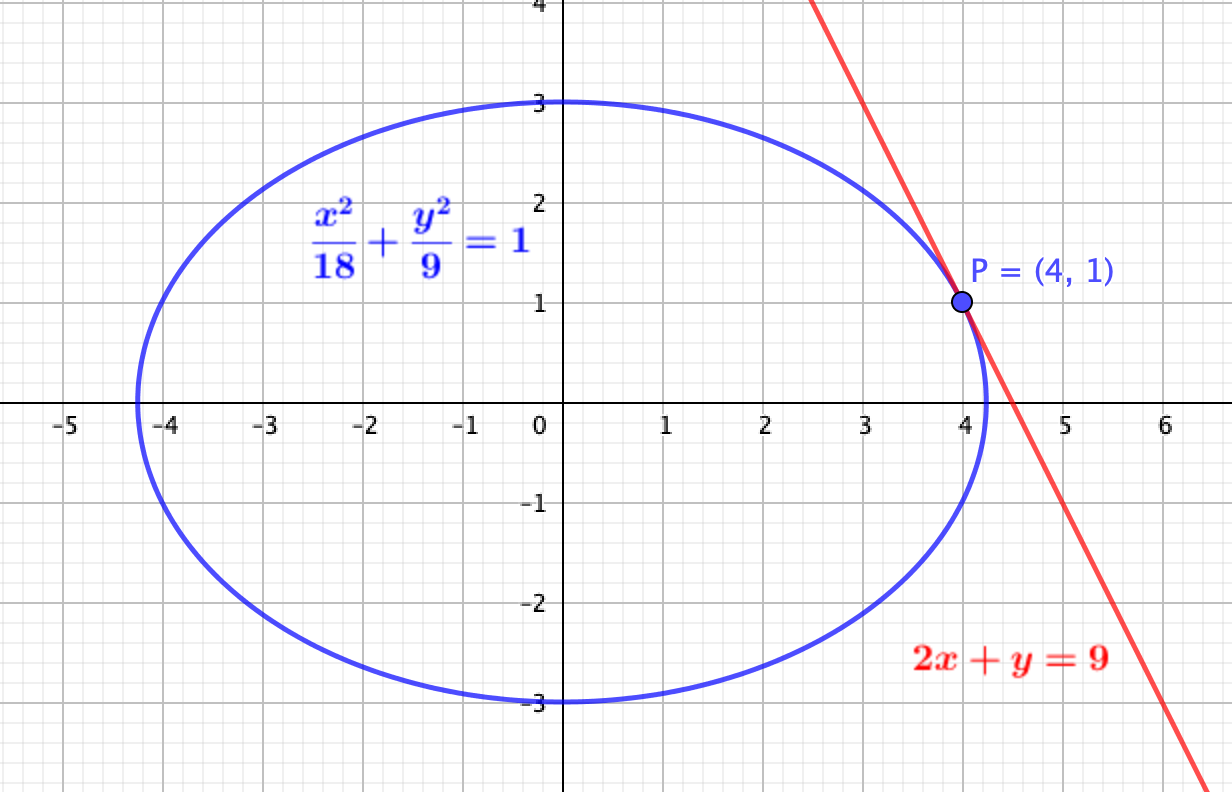 4
3
x²/18 + y²/9 = 1
2
P = (4, 1)
1
-5 -4 -3 -2 -1 0 1 2 3 4 5 6
-1
-2
2x + y = 9
-3